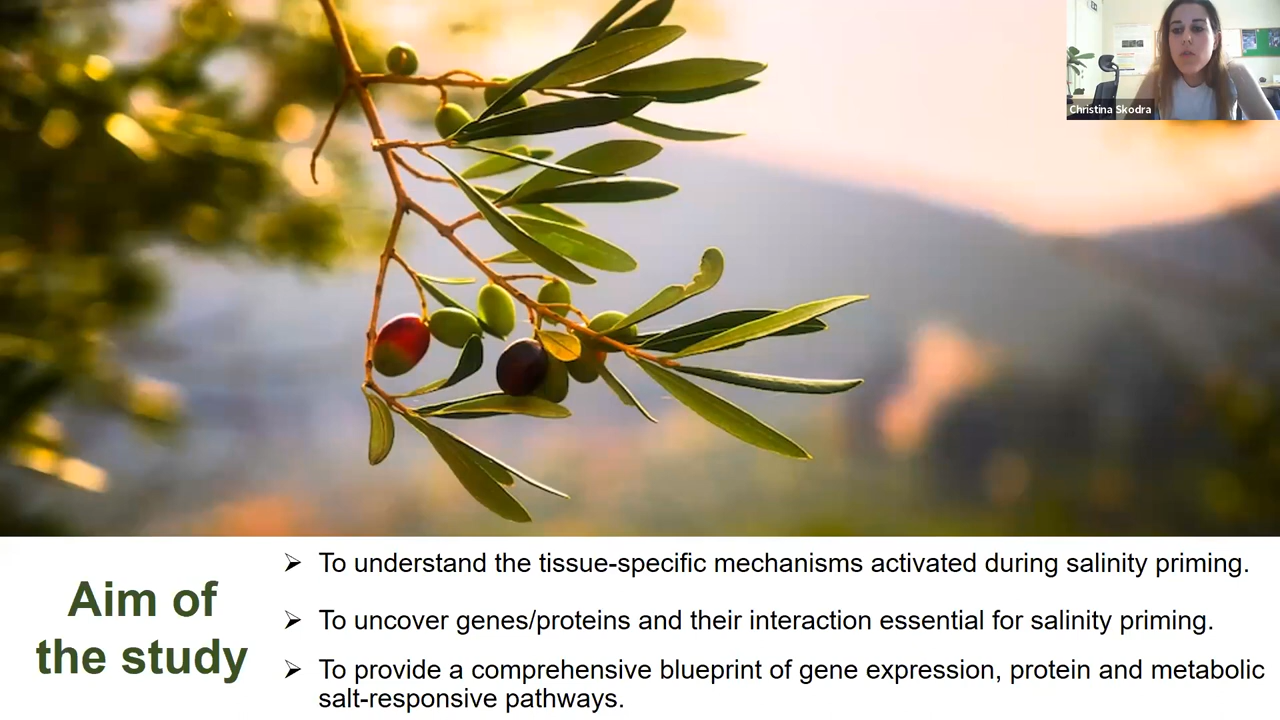 Christina Skodra
Aim of
the study
➢ To understand the tissue-specific mechanisms activated during salinity priming.
➢ To uncover genes/proteins and their interaction essential for salinity priming.
➢ To provide a comprehensive blueprint of gene expression, protein and metabolic
salt-responsive pathways.